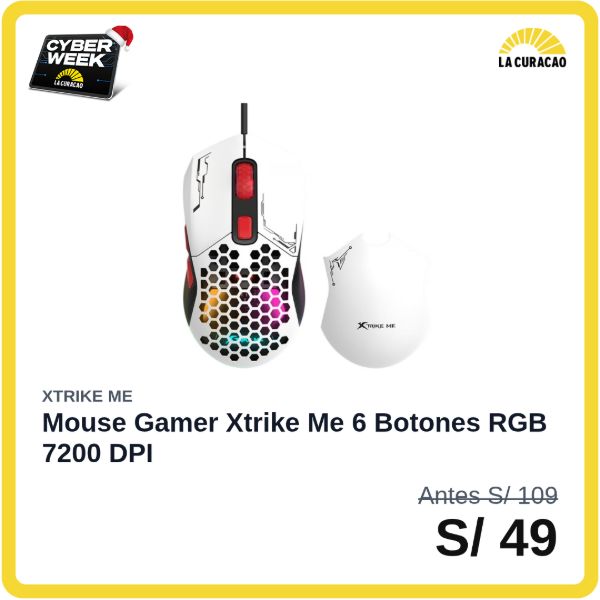 CYBER
WEEK
LA CURACAO
LA CURACAO
XTRIKE ME
XTRIKE ME
Mouse Gamer Xtrike Me 6 Botones RGB
7200 DPI
Antes S/ 109
S/ 49